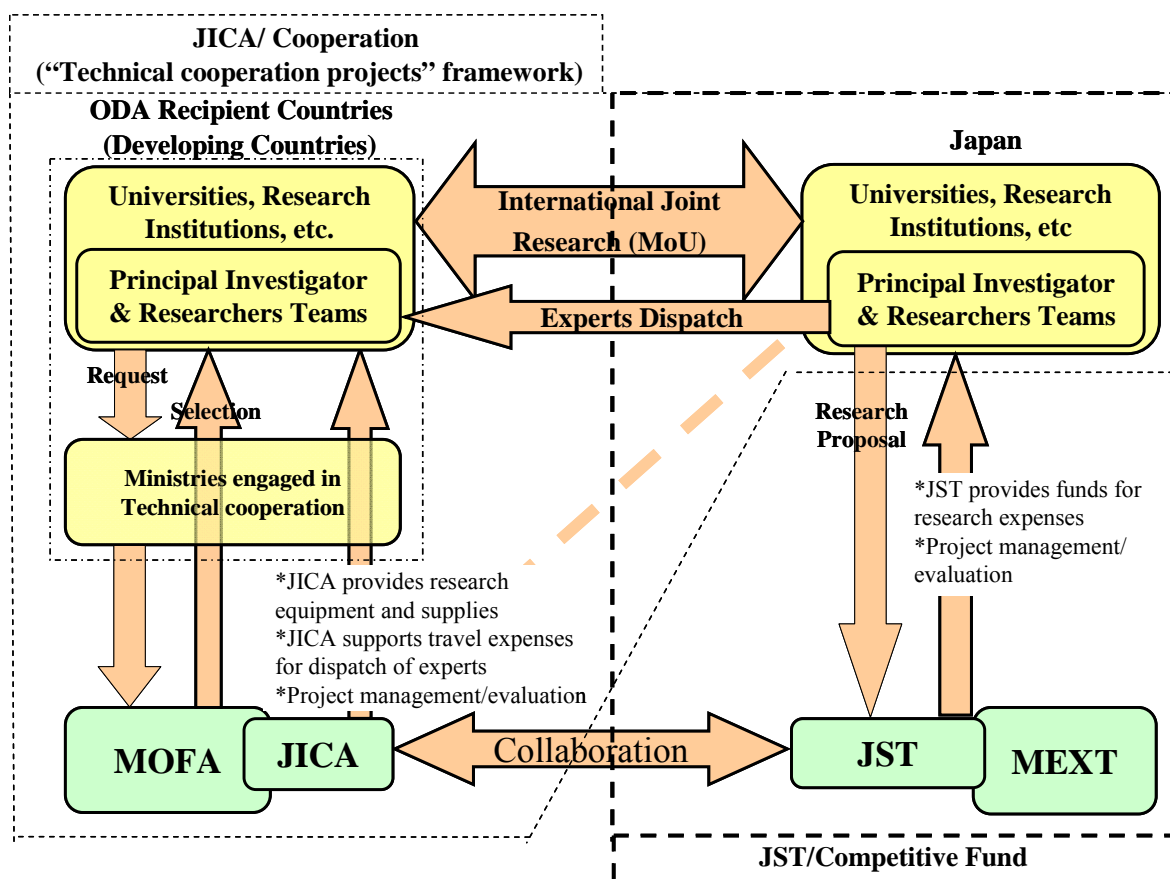 JICA/ Cooperation
(“Technical cooperation projects” framework)
ODA Recipient Countries
(Developing Countries)
Universities, Research
Institutions, etc.
Principal Investigator
& Researchers Teams
International Joint
Research (MoU)
Experts Dispatch
Japan
Universities, Research
Institutions, etc
Principal Investigator
& Researchers Teams
Request
Selection
Ministries engaged in
Technical cooperation
Research
Proposal
*JST provides funds for
research expenses
*Project management/
evaluation
*JICA provides research
equipment and supplies
*JICA supports travel expenses
for dispatch of experts
*Project management/evaluation
MOFA
JICA
Collaboration
JST
MEXT
JST/Competitive Fund